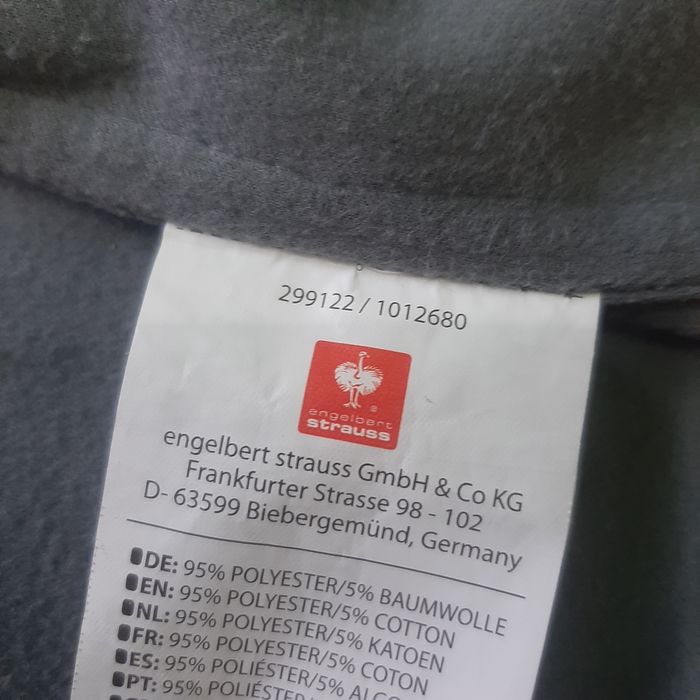 299122 / 1012680
engelbert
strauss
engelbert strauss GmbH & Co KG
Frankfurter Strasse 98 - 102
D- 63599 Biebergemünd, Germany
DE: 95% POLYESTER/5% BAUMWOLLE
EN: 95% POLYESTER/5% COTTON
NL: 95% POLYESTER/5% KATOEN
FR: 95% POLYESTER/5% COTON
ES: 95% POLIÉSTER/5%
PT: 95%